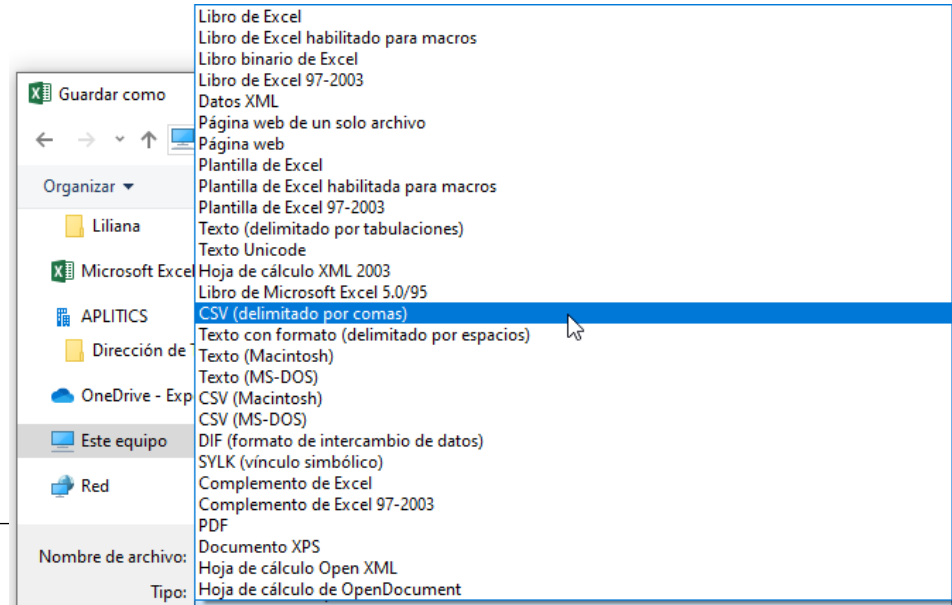 Guardar como
Organizar
Liliana
Microsoft Excel
APLITICS
Dirección de
OneDrive - Exp
Este equipo
Red
Nombre de archivo:
Tipo:
Libro de Excel
Libro de Excel habilitado para macros
Libro binario de Excel
Libro de Excel 97-2003
Datos XML
Página web de un solo archivo
Página web
Plantilla de Excel
Plantilla de Excel habilitada para macros
Plantilla de Excel 97-2003
Texto (delimitado por tabulaciones)
Texto Unicode
Hoja de cálculo XML 2003
Libro de Microsoft Excel 5.0/95
CSV (delimitado por comas)
Texto con formato (delimitado por espacios)
Texto (Macintosh)
Texto (MS-DOS)
CSV (Macintosh)
CSV (MS-DOS)
DIF (formato de intercambio de datos)
SYLK (vínculo simbólico)
Complemento de Excel
Complemento de Excel 97-2003
PDF
Documento XPS
Hoja de cálculo Open XML
Hoja de cálculo de OpenDocument